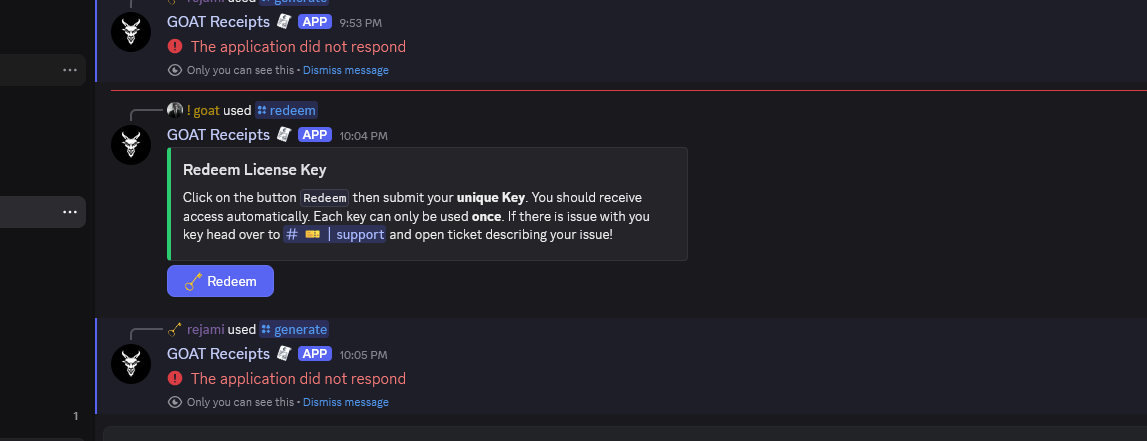 rejami used generate
GOAT Receipts APP 9:53 PM
The application did not respond
Only you can see this • Dismiss message
! goat used redeem
GOAT Receipts APP 10:04 PM
Redeem License Key
Click on the button Redeem then submit your unique Key. You should receive
access automatically. Each key can only be used once. If there is issue with you
key head over to # 🎫 | support and open ticket describing your issue!
Redeem
rejami used generate
GOAT Receipts APP 10:05 PM
The application did not respond
Only you can see this • Dismiss message
1